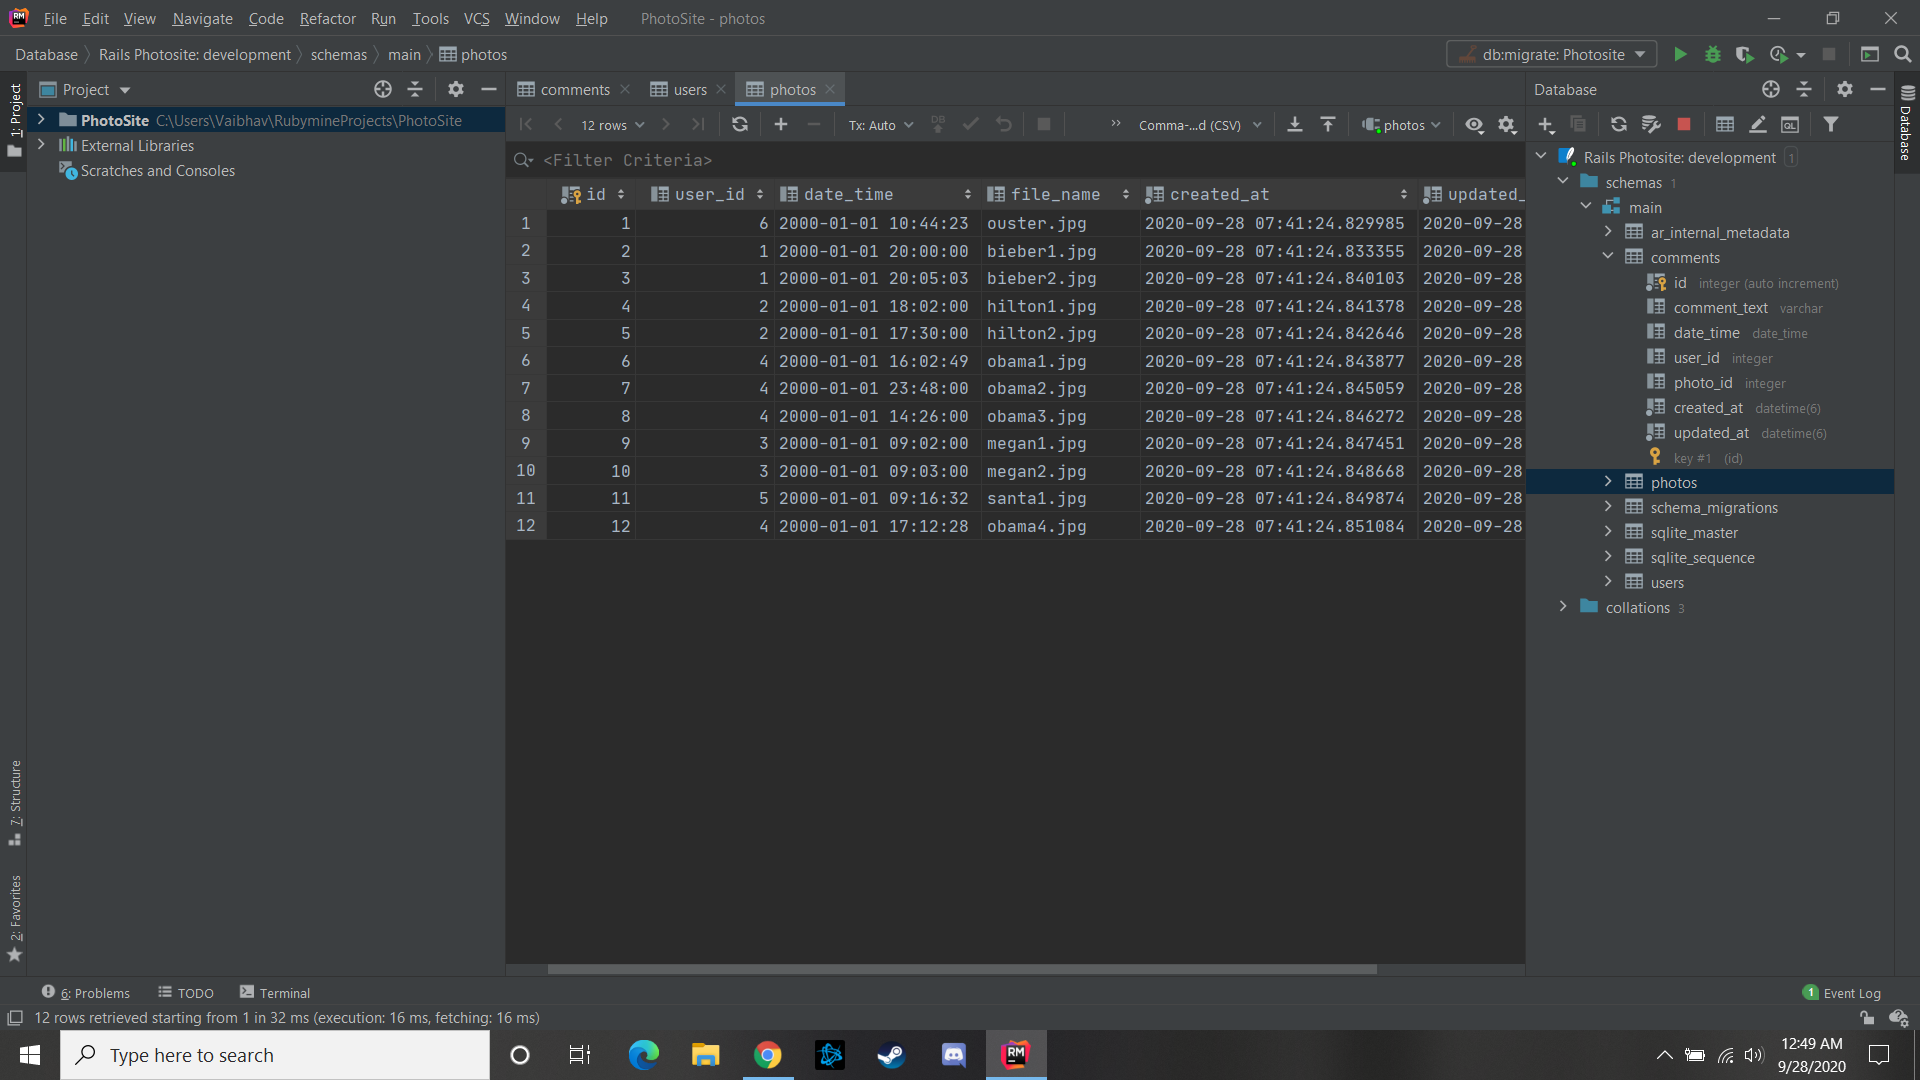 File Edit View Navigate Code Refactor Run Tools VCS Window Help PhotoSite - photos
Database Rails Photosite: development schemas main photos db:migrate: Photosite
1: Project
Project
comments users photos
Database
Database
PhotoSite C:\Users\Vaibhav\RubymineProjects\PhotoSite
External Libraries
Scratches and Consoles
12 rows Tx: Auto DB Comma-...d (CSV) photos
QL
<Filter Criteria>
id user_id date_time file_name created_at updated_
1 1 6 2000-01-01 10:44:23 ouster.jpg 2020-09-28 07:41:24.829985 2020-09-28
2 2 1 2000-01-01 20:00:00 bieber1.jpg 2020-09-28 07:41:24.833355 2020-09-28
3 3 1 2000-01-01 20:05:03 bieber2.jpg 2020-09-28 07:41:24.840103 2020-09-28
4 4 2 2000-01-01 18:02:00 hilton1.jpg 2020-09-28 07:41:24.841378 2020-09-28
5 5 2 2000-01-01 17:30:00 hilton2.jpg 2020-09-28 07:41:24.842646 2020-09-28
6 6 4 2000-01-01 16:02:49 obama1.jpg 2020-09-28 07:41:24.843877 2020-09-28
7 7 4 2000-01-01 23:48:00 obama2.jpg 2020-09-28 07:41:24.845059 2020-09-28
8 8 4 2000-01-01 14:26:00 obama3.jpg 2020-09-28 07:41:24.846272 2020-09-28
9 9 3 2000-01-01 09:02:00 megan1.jpg 2020-09-28 07:41:24.847451 2020-09-28
10 10 3 2000-01-01 09:03:00 megan2.jpg 2020-09-28 07:41:24.848668 2020-09-28
11 11 5 2000-01-01 09:16:32 santa1.jpg 2020-09-28 07:41:24.849874 2020-09-28
12 12 4 2000-01-01 17:12:28 obama4.jpg 2020-09-28 07:41:24.851084 2020-09-28
Rails Photosite: development 1
schemas 1
main
ar_internal_metadata
comments
id integer (auto increment)
comment_text varchar
date_time date_time
user_id integer
photo_id integer
created_at datetime(6)
updated_at datetime(6)
key #1 (id)
photos
schema_migrations
sqlite_master
sqlite_sequence
users
collations 3
7: Structure
2: Favorites
6: Problems TODO Terminal 1 Event Log
12 rows retrieved starting from 1 in 32 ms (execution: 16 ms, fetching: 16 ms)
Type here to search
RM
12:49 AM
9/28/2020